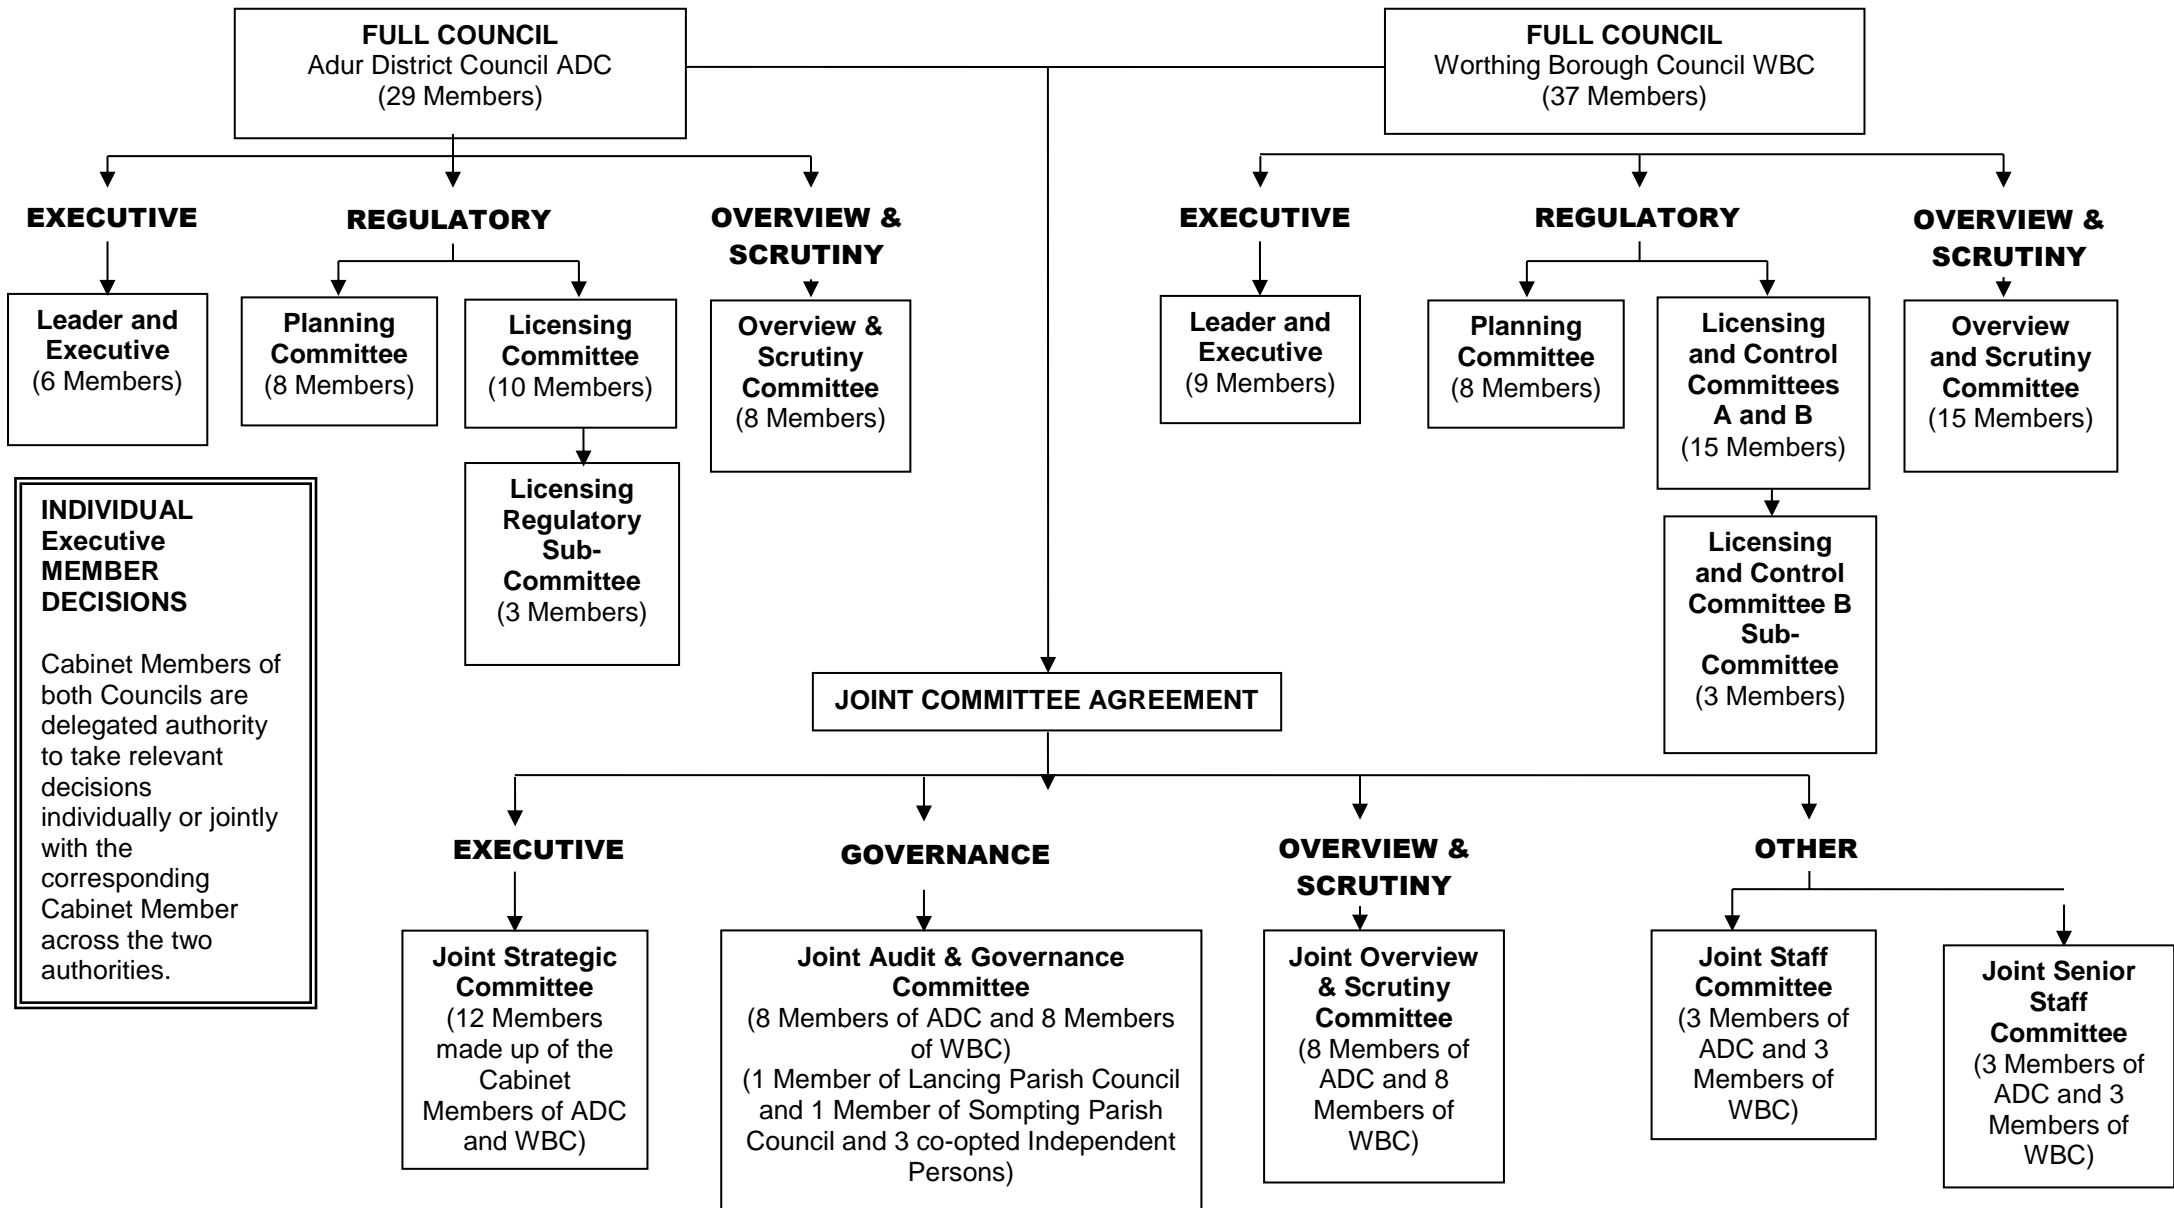 FULL COUNCIL
Adur District Council ADC
(29 Members)
FULL COUNCIL
Worthing Borough Council WBC
(37 Members)
EXECUTIVE
REGULATORY
OVERVIEW &
SCRUTINY
EXECUTIVE
REGULATORY
OVERVIEW &
SCRUTINY
Leader and
Executive
(6 Members)
Planning
Committee
(8 Members)
Licensing
Committee
(10 Members)
Overview &
Scrutiny
Committee
(8 Members)
Leader and
Executive
(9 Members)
Planning
Committee
(8 Members)
Licensing
and Control
Committees
A and B
(15 Members)
Overview
and Scrutiny
Committee
(15 Members)
Licensing
Regulatory
Sub-
Committee
(3 Members)
Licensing
and Control
Committee B
Sub-
Committee
(3 Members)
INDIVIDUAL
Executive
MEMBER
DECISIONS
Cabinet Members of
both Councils are
delegated authority
to take relevant
decisions
individually or jointly
with the
corresponding
Cabinet Member
across the two
authorities.
JOINT COMMITTEE AGREEMENT
EXECUTIVE
GOVERNANCE
OVERVIEW &
SCRUTINY
OTHER
Joint Strategic
Committee
(12 Members
made up of the
Cabinet
Members of ADC
and WBC)
Joint Audit & Governance
Committee
(8 Members of ADC and 8 Members
of WBC)
(1 Member of Lancing Parish Council
and 1 Member of Sompting Parish
Council and 3 co-opted Independent
Persons)
Joint Overview
& Scrutiny
Committee
(8 Members of
ADC and 8
Members of
WBC)
Joint Staff
Committee
(3 Members of
ADC and 3
Members of
WBC)
Joint Senior
Staff
Committee
(3 Members of
ADC and 3
Members of
WBC)